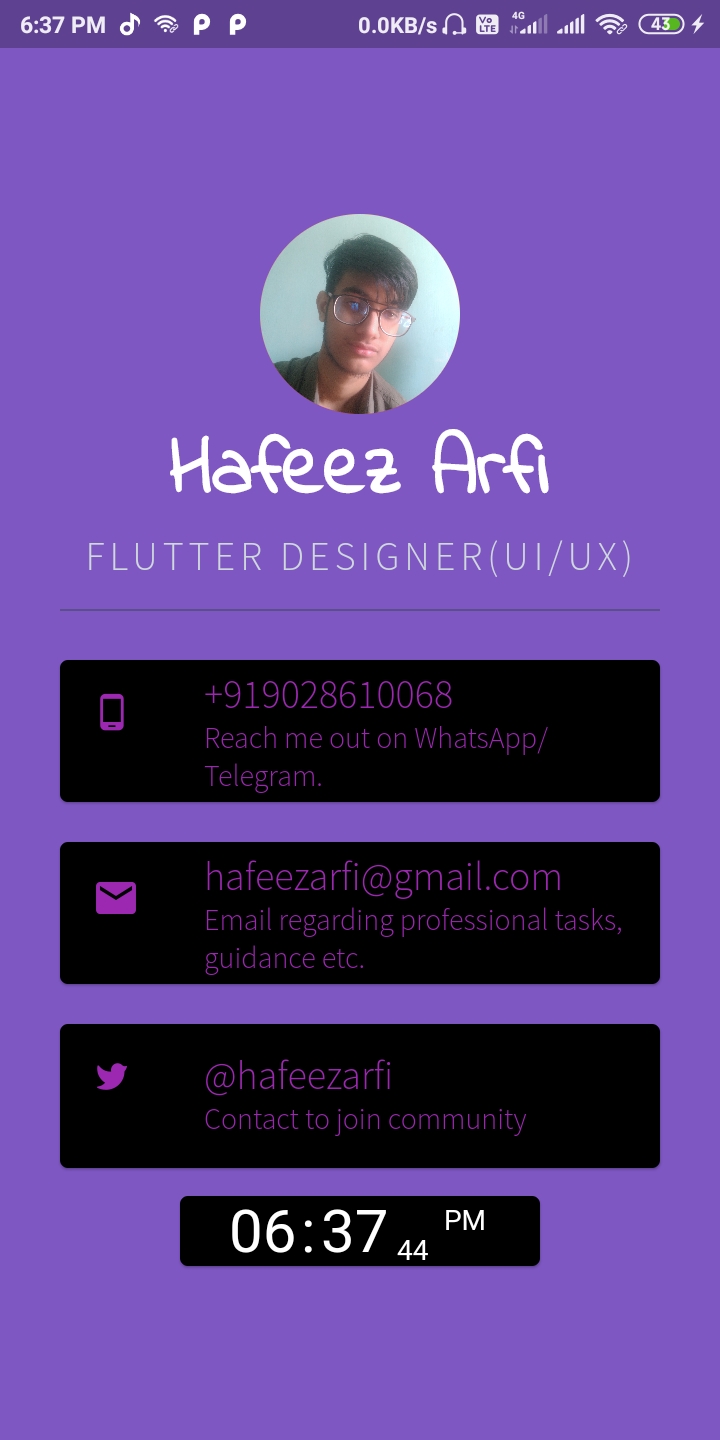 6:37 PM 0.0KB/s Vo LTE 4G 43
Hafeez Arfi
FLUTTER DESIGNER(UI/UX)
+919028610068
Reach me out on WhatsApp/
Telegram.
hafeezarfi@gmail.com
Email regarding professional tasks,
guidance etc.
@hafeezarfi
Contact to join community
06:37 44 PM